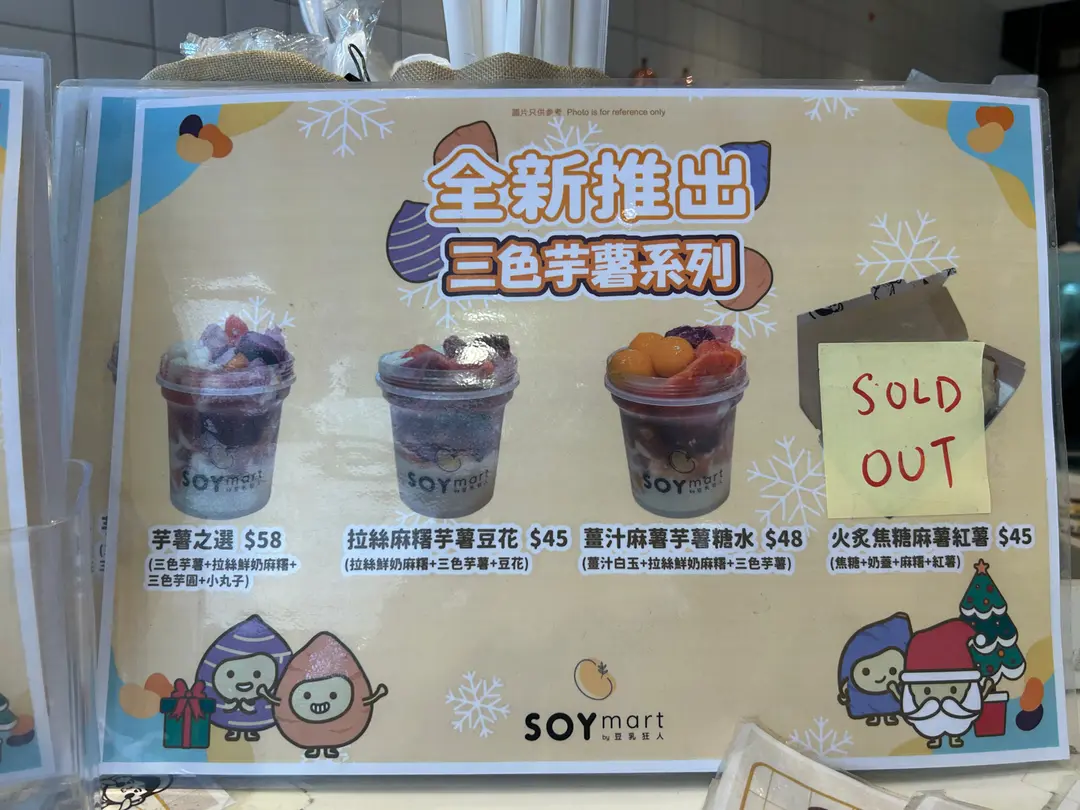 圖片只供參考 Photo is for reference only
全新推出
三色芋薯系列
SOYmart
SOYmart
SOYmart
SOLD
OUT
芋薯之選 $58
(三色芋薯+拉絲鮮奶麻糬+
三色芋圓+小丸子)
拉絲麻糬芋薯豆花 $45
(拉絲鮮奶麻糬+三色芋薯+豆花)
薑汁麻薯芋薯糖水 $48
(薑汁白玉+拉絲鮮奶麻糬+三色芋薯)
火炙焦糖麻薯紅薯 $45
(焦糖+奶蓋+麻糬+紅薯)
SOYmart
by 豆乳狂人